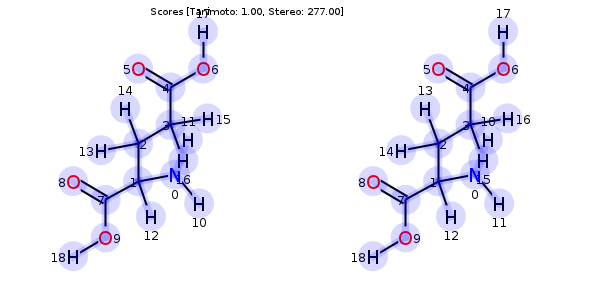 Scores [Tanimoto: 1.00, Stereo: 277.00]
17
H
5 O
O 6
4
14
H
3
11 H 15
H
13 H
2
H
16
8 O
1
N
0
7
H
10
H
12
O 9
18 H
17
H
5 O
O 6
4
13
H
3
10 H 16
H
14 H
2
H
15
8 O
1
N
0
7
H
11
H
12
O 9
18 H